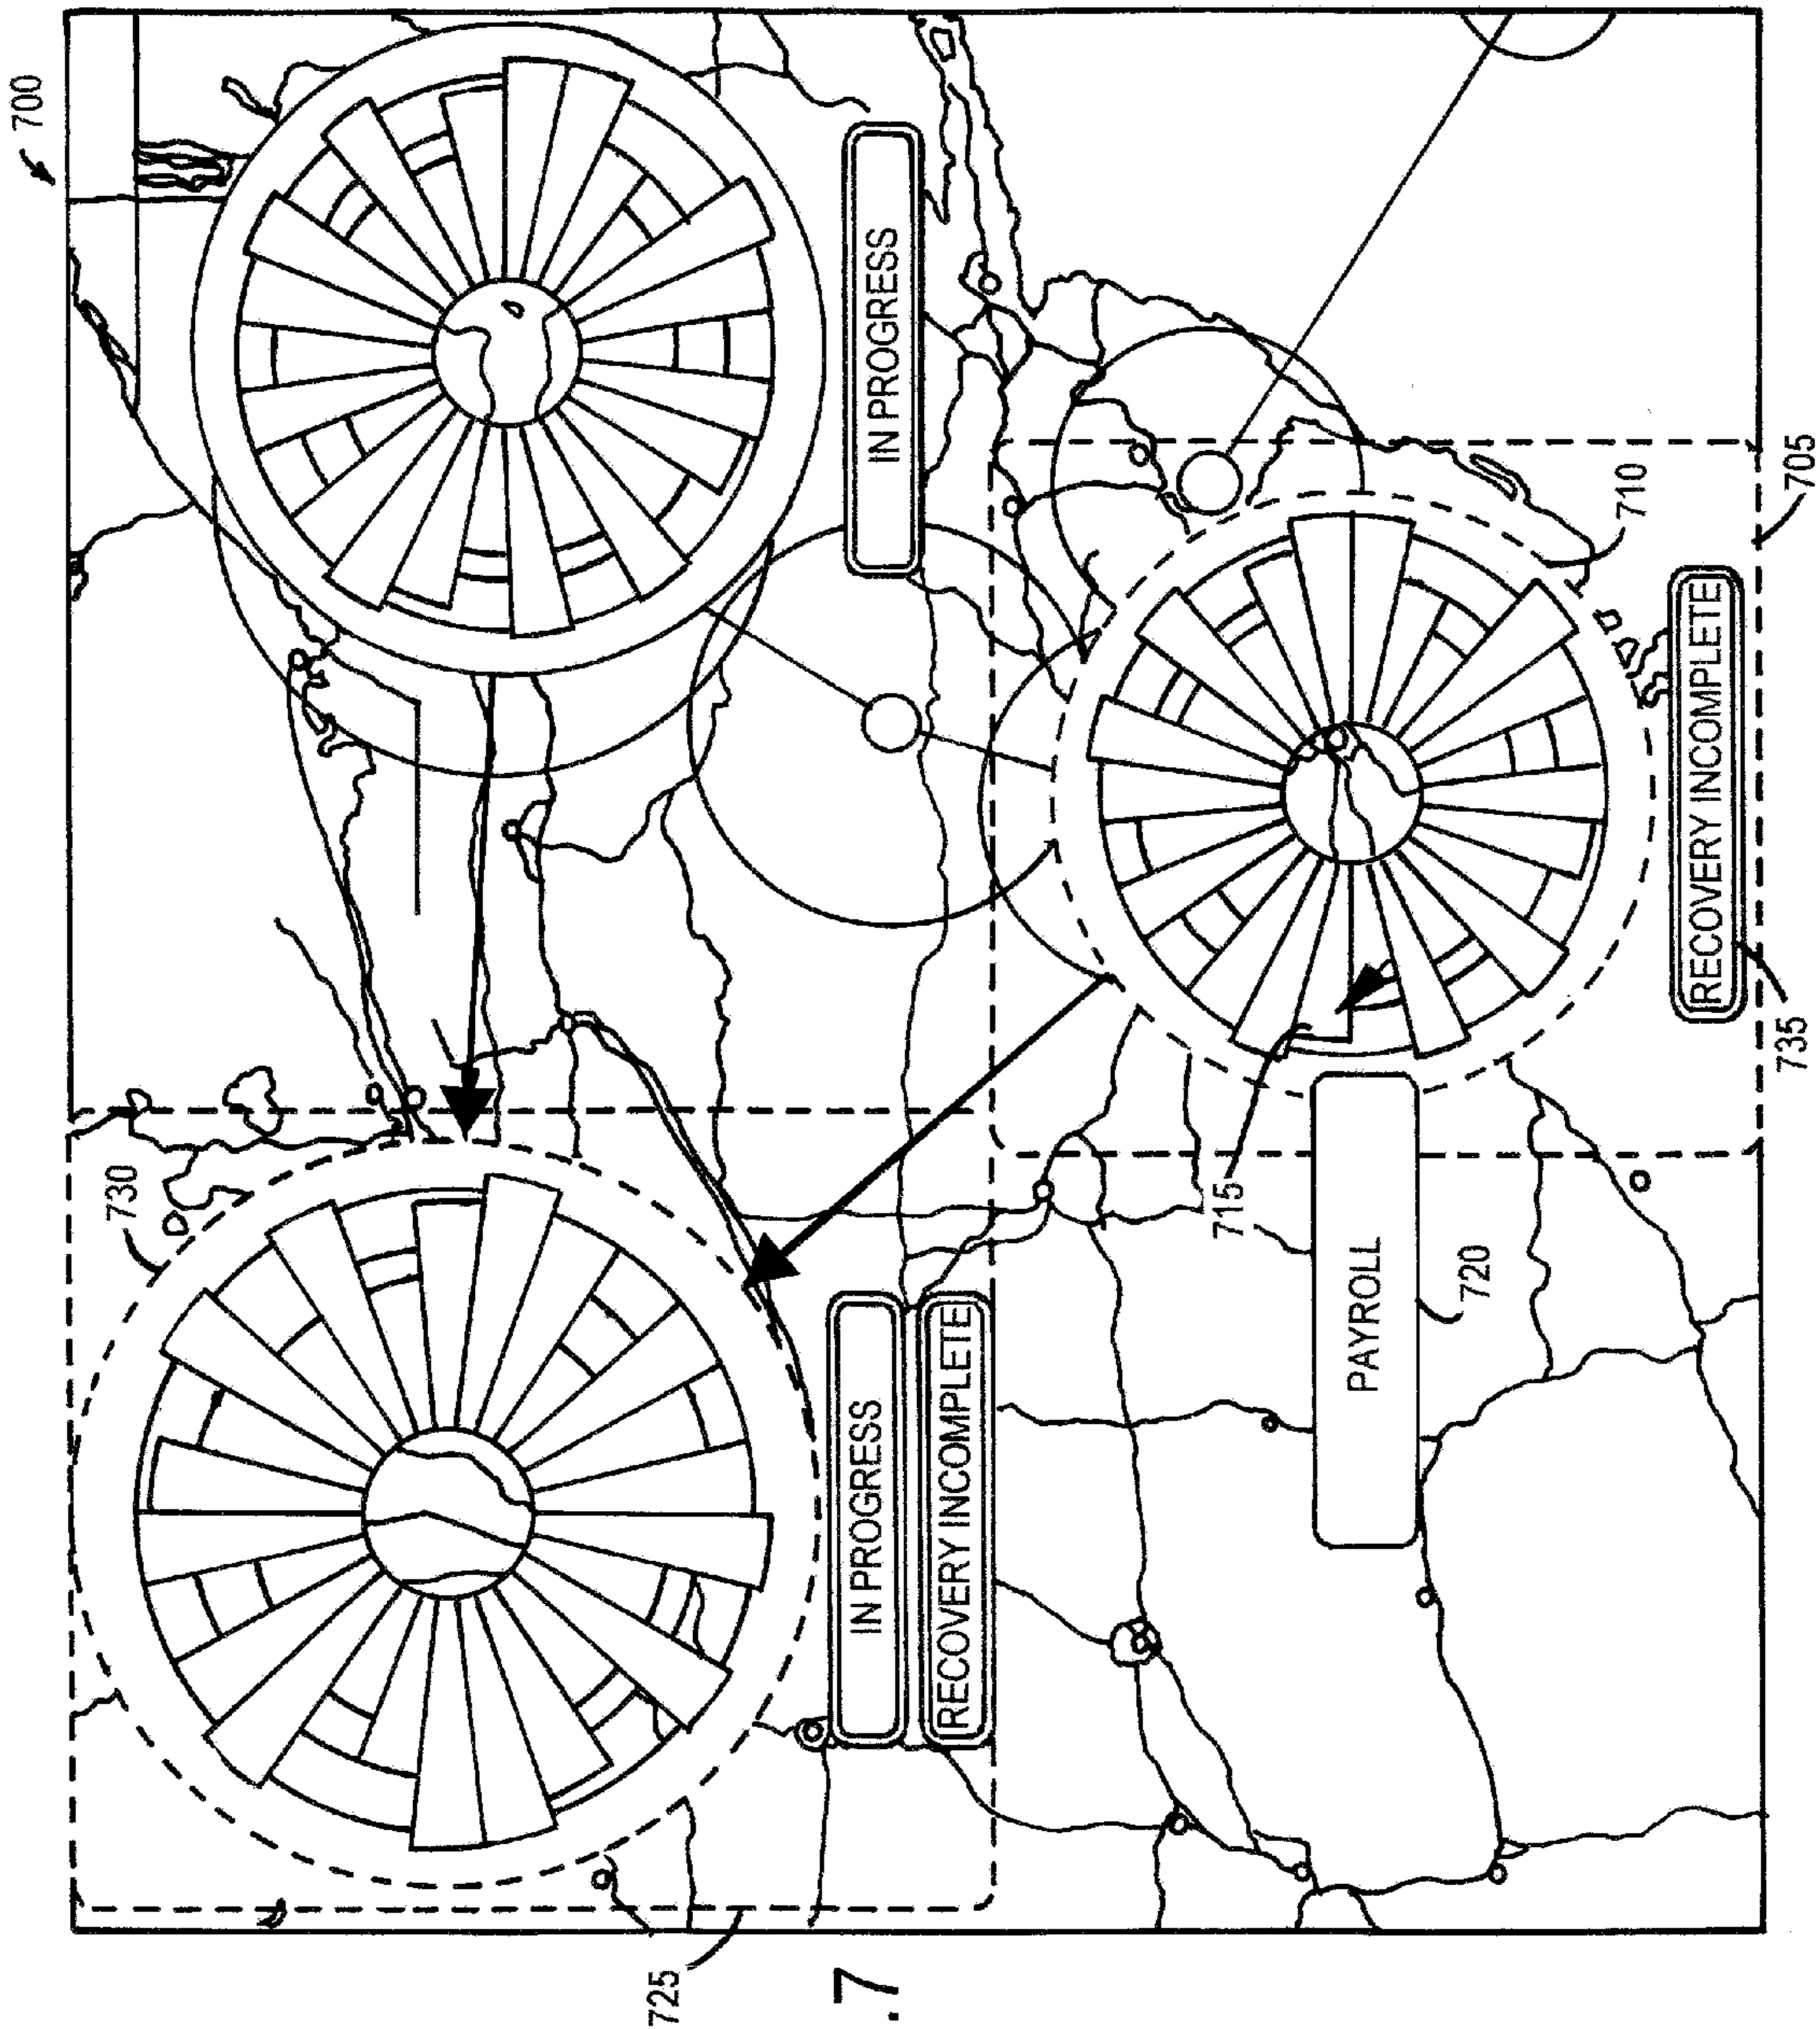 700
730
725
.7
IN PROGRESS
IN PROGRESS
RECOVERY INCOMPLETE
715
PAYROLL
720
710
RECOVERY INCOMPLETE
735
705